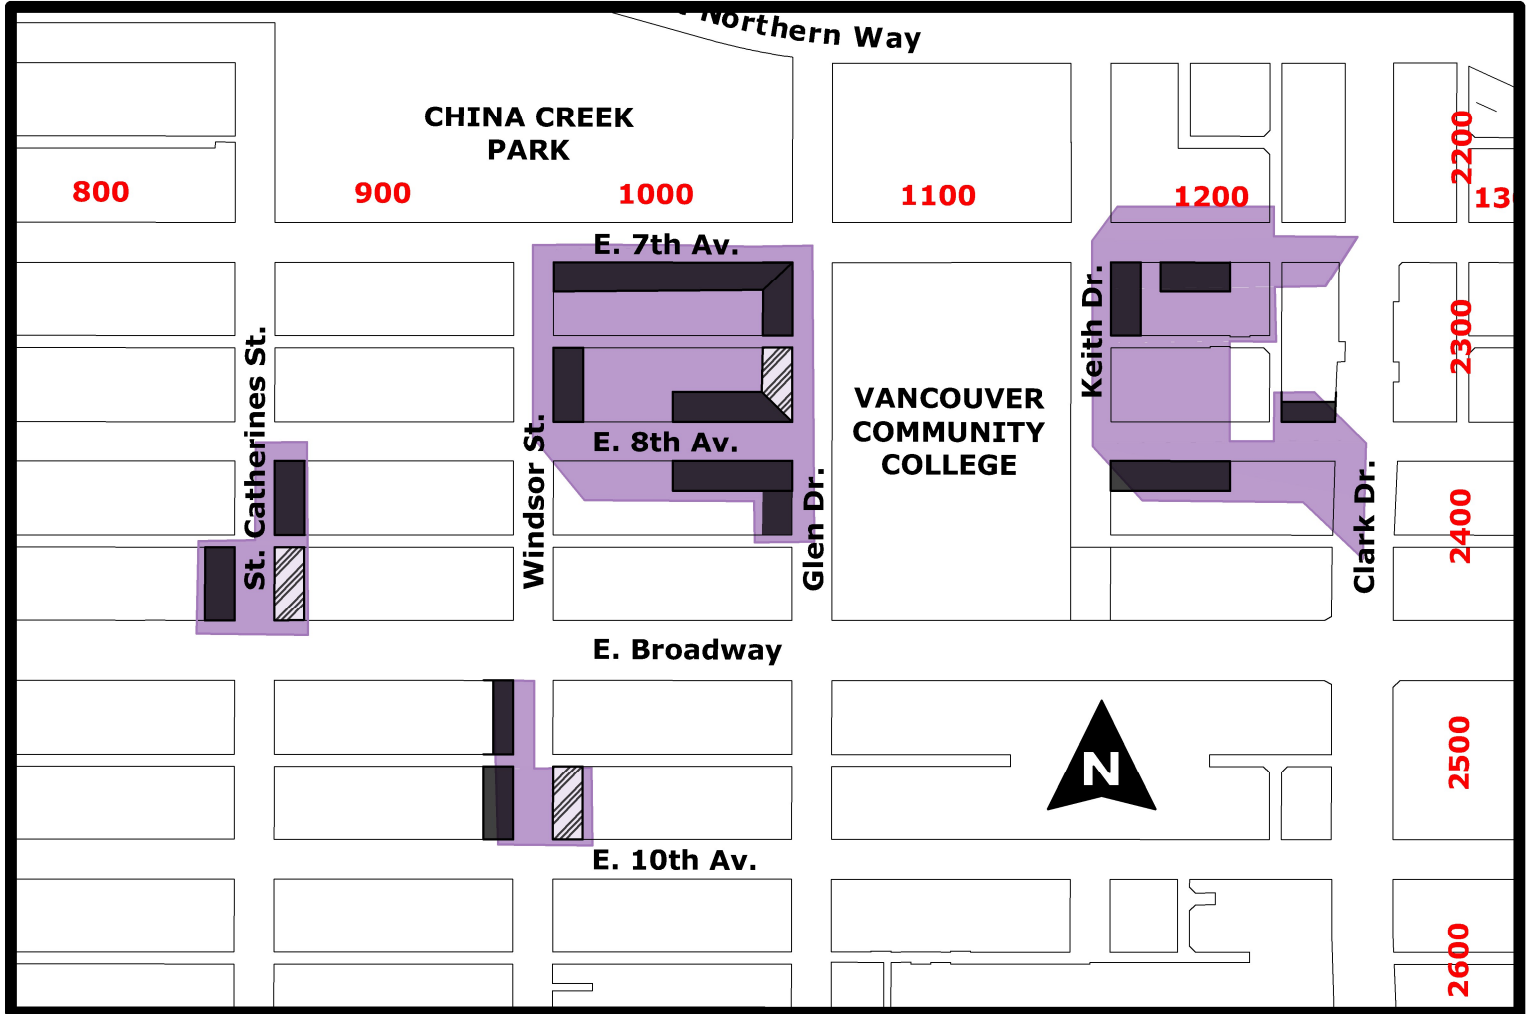 Northern Way
CHINA CREEK
PARK
2200
800
900
1000
1100
1200
E. 7th Av.
Keith Dr.
2300
St. Catherines St.
VANCOUVER
COMMUNITY
COLLEGE
E. 8th Av.
Windsor St.
Glen Dr.
Clark Dr.
2400
E. Broadway
N
2500
E. 10th Av.
2600